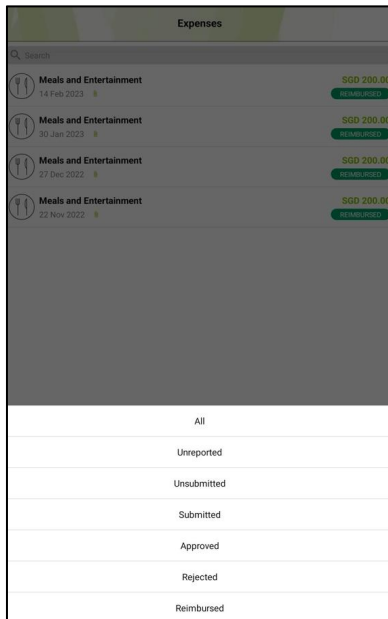 Expenses
Search
Meals and Entertainment SGD 200.00
14 Feb 2023 REIMBURSED
Meals and Entertainment SGD 200.00
30 Jan 2023 REIMBURSED
Meals and Entertainment SGD 200.00
27 Dec 2022 REIMBURSED
Meals and Entertainment SGD 200.00
22 Nov 2022 REIMBURSED
All
Unreported
Unsubmitted
Submitted
Approved
Rejected
Reimbursed